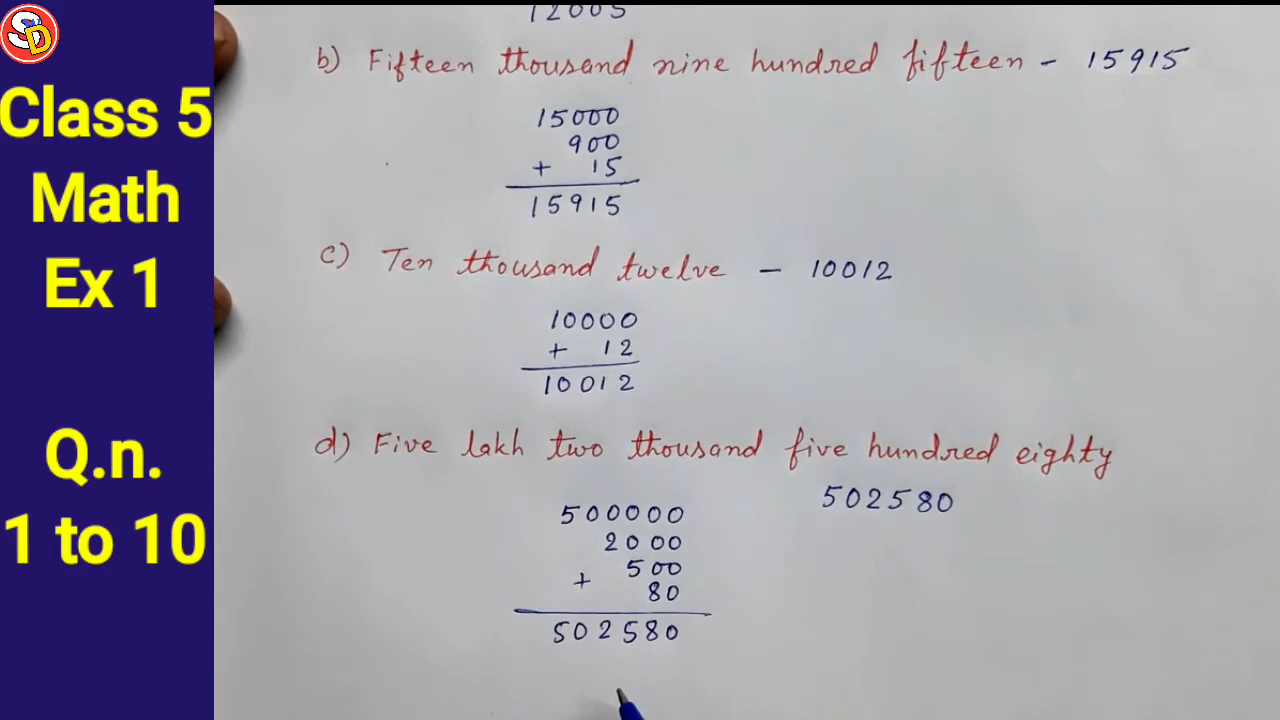 SD
Class 5
Math
Ex 1
Q.n.
1 to 10
12005
b) Fifteen thousand nine hundred fifteen - 15915
15000
900
+ 15
15915
c) Ten thousand twelve - 10012
10000
+ 12
10012
d) Five lakh two thousand five hundred eighty
502580
500000
2000
500
+ 80
502580